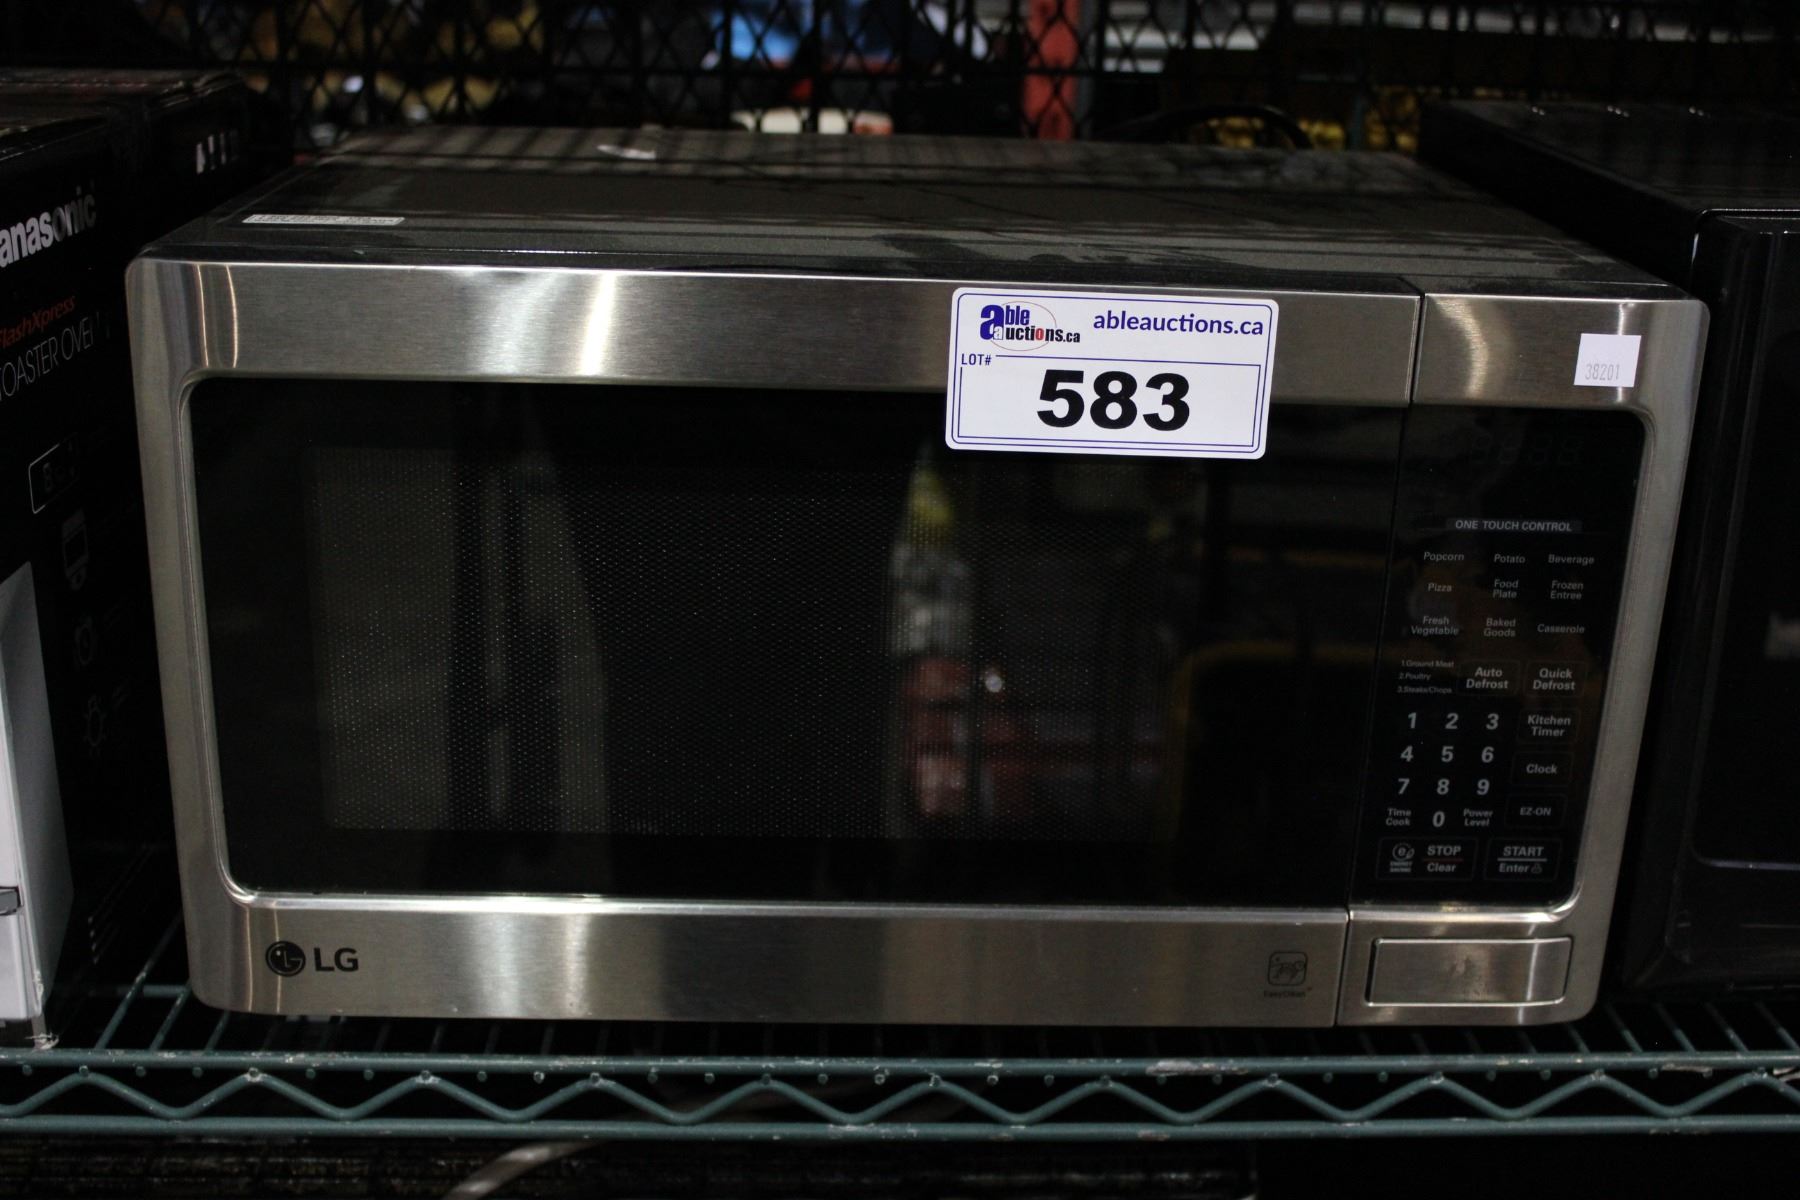 anasonic
FlashXpress
TOASTER OVEN
able auctions.ca
ableauctions.ca
LOT#
583
38201
ONE TOUCH CONTROL
Popcorn Potato Beverage
Pizza Food Plate Frozen Entree
Fresh Vegetable Baked Goods Casserole
1.Ground Meat
2.Poultry
3.Steaks/Chops
Auto Defrost
Quick Defrost
1 2 3 Kitchen Timer
4 5 6
7 8 9 Clock
Time Cook 0 Power Level EZ-ON
ENERGY SAVING
STOP
Clear
START
Enter
LG
EasyClean